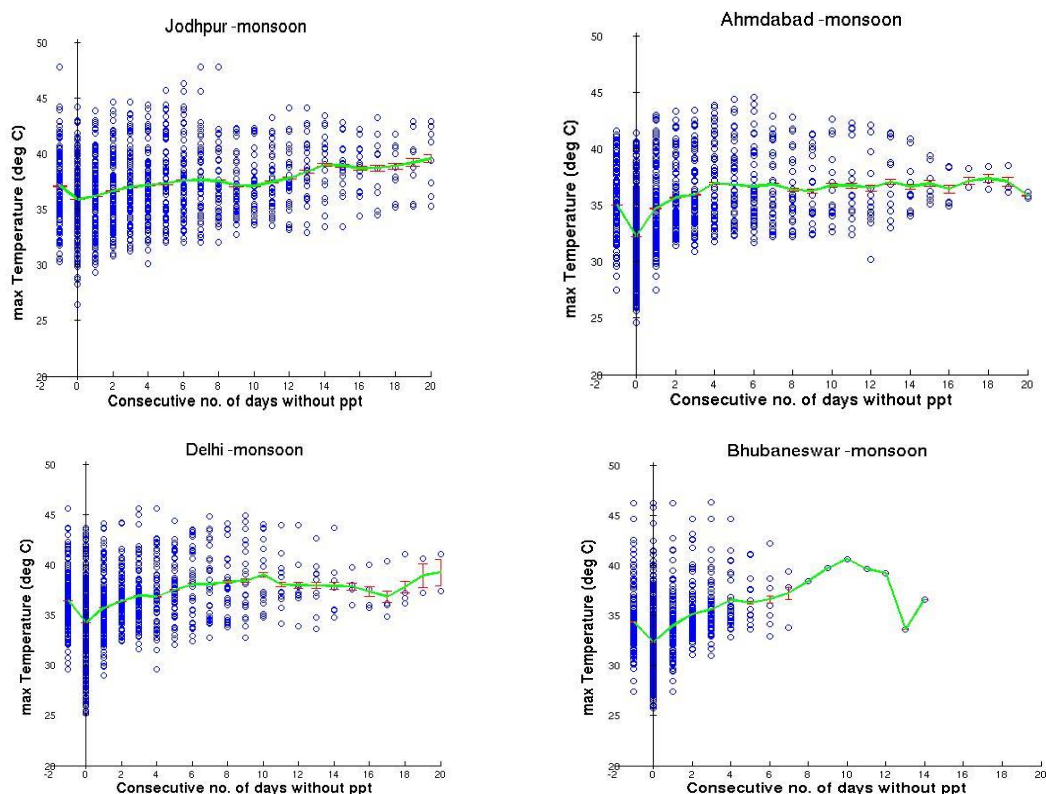 Jodhpur -monsoon
max Temperature (deg C)
50
45
40
35
30
25
20
-2 0 2 4 6 8 10 12 14 16 18 20
Consecutive no. of days without ppt
Ahmdabad -monsoon
max Temperature (deg C)
50
45
40
35
30
25
20
-2 0 2 4 6 8 10 12 14 16 18 20
Consecutive no. of days without ppt
Delhi -monsoon
max Temperature (deg C)
50
45
40
35
30
25
20
-2 0 2 4 6 8 10 12 14 16 18 20
Consecutive no. of days without ppt
Bhubaneswar -monsoon
max Temperature (deg C)
50
45
40
35
30
25
20
-2 0 2 4 6 8 10 12 14 16 18 20
Consecutive no. of days without ppt